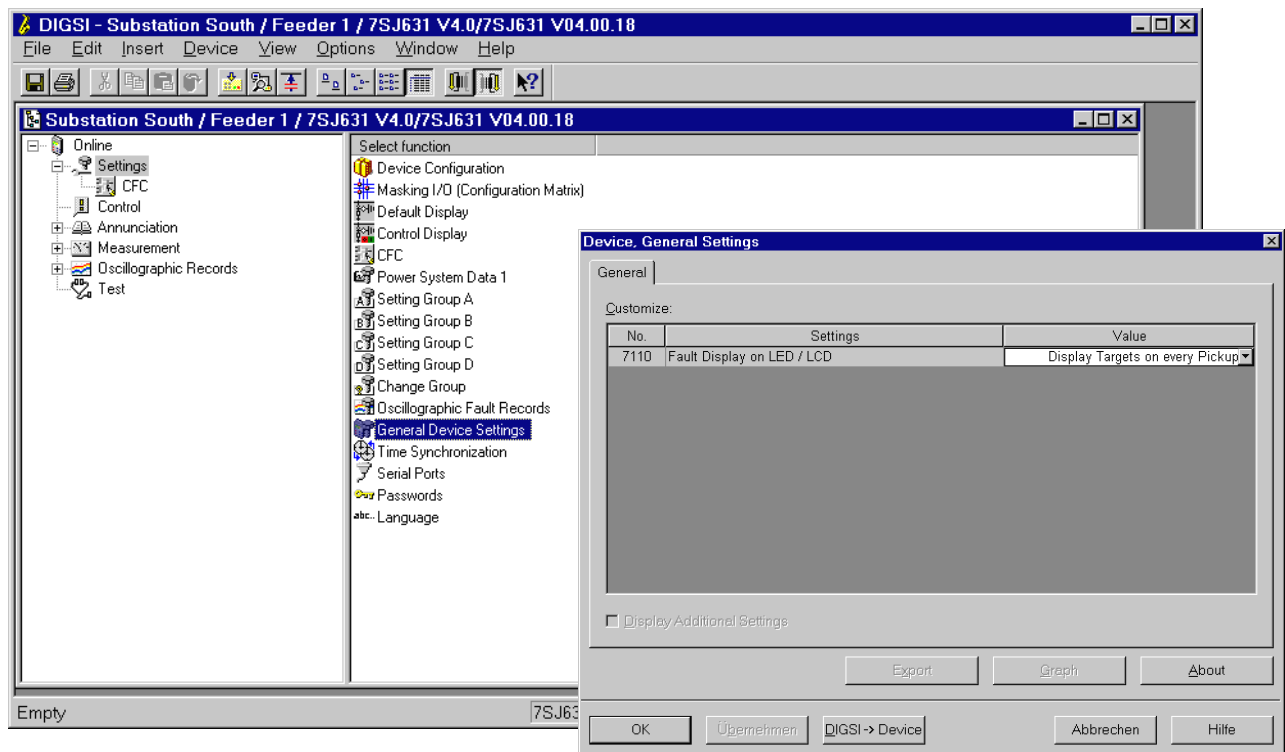 DIGSI - Substation South / Feeder 1 / 7SJ631 V4.0/7SJ631 V04.00.18
File Edit Insert Device View Options Window Help
Substation South / Feeder 1 / 7SJ631 V4.0/7SJ631 V04.00.18
Online
Settings
CFC
Control
Annunciation
Measurement
Oscillographic Records
Test
Select function
Device Configuration
Masking I/O (Configuration Matrix)
Default Display
Control Display
CFC
Power System Data 1
Setting Group A
Setting Group B
Setting Group C
Setting Group D
Change Group
Oscillographic Fault Records
General Device Settings
Time Synchronization
Serial Ports
Passwords
abc.. Language
Device, General Settings
General
Customize:
No. Settings Value
7110 Fault Display on LED / LCD Display Targets on every Pickup
Display Additional Settings
Export Graph About
OK Übernehmen DIGSI -> Device Abbrechen Hilfe
Empty 7SJ63